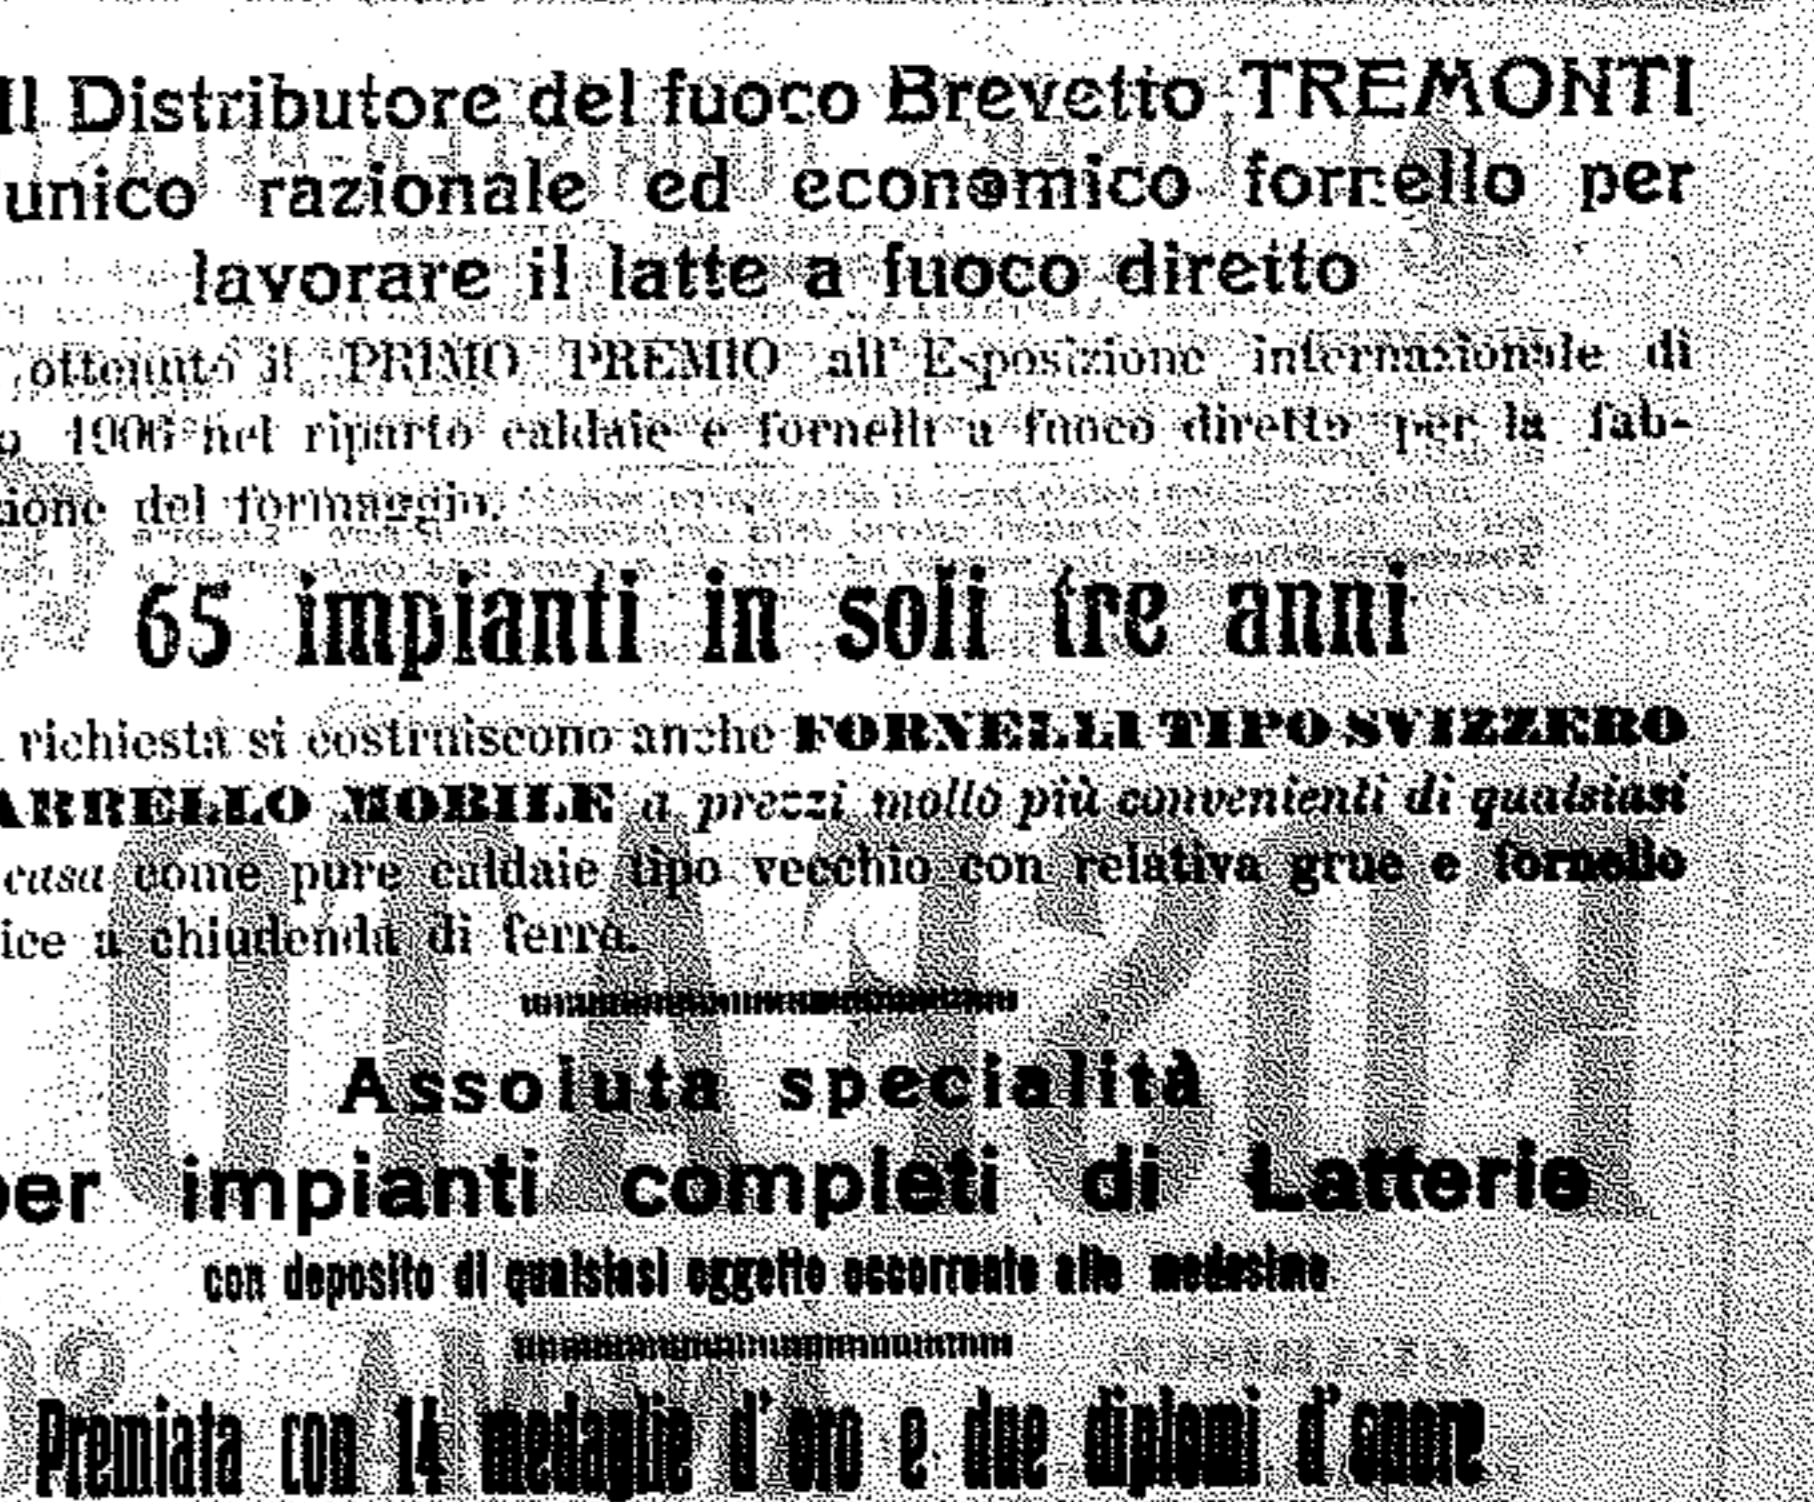 Il Distributore del fuoco Brevetto TREMONTI
unico razionale ed economico fornello per
lavorare il latte a fuoco diretto
ottenuto il PRIMO PREMIO all'Esposizione internazionale di
o 1906 nel riparto caldaie e fornelli a fuoco diretto per la fab-
zione del formaggio.
65 impianti in soli tre anni
richiesta si costruiscono anche FORNELLI TIPO SVIZZERO
ARRELLO MOBILE a prezzi molto più convenienti di qualsiasi
casa come pure caldaie tipo vecchio con relativa grue e fornello
ice a chiudenda di ferro.
Assoluta specialità
per impianti completi di Latterie
con deposito di qualsiasi oggetto occorrente alle medesime
Premiata con 14 medaglie d'oro e due diplomi d'onore